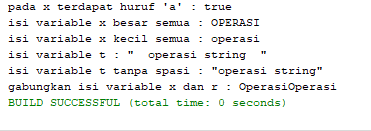 pada x terdapat huruf 'a' : true
isi variable x besar semua : OPERASI
isi variable x kecil semua : operasi
isi variable t : "  operasi string  "
isi variable t tanpa spasi : "operasi string"
gabungkan isi variable x dan r : OperasiOperasi
BUILD SUCCESSFUL (total time: 0 seconds)